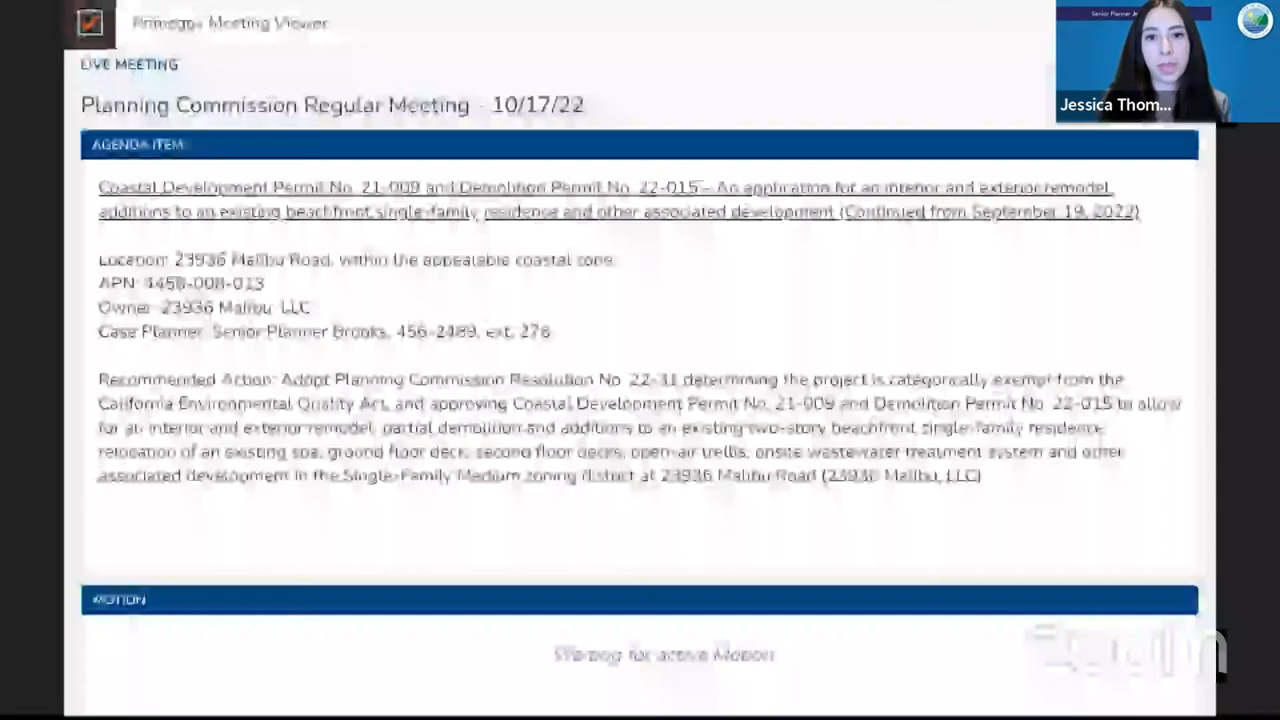 Primegov Meeting Viewer
Senior Planner Je
LIVE MEETING
Planning Commission Regular Meeting - 10/17/22
Jessica Thom...
AGENDA ITEM
Coastal Development Permit No. 21-009 and Demolition Permit No. 22-015 - An application for an interior and exterior remodel,
additions to an existing beachfront single-family residence and other associated development (Continued from September 19, 2022)
Location: 23936 Malibu Road, within the appealable coastal zone
APN: 4458-008-013
Owner: 23936 Malibu, LLC
Case Planner: Senior Planner Brooks, 456-2489, ext. 276
Recommended Action: Adopt Planning Commission Resolution No. 22-31 determining the project is categorically exempt from the
California Environmental Quality Act, and approving Coastal Development Permit No. 21-009 and Demolition Permit No. 22-015 to allow
for an interior and exterior remodel, partial demolition and additions to an existing two-story beachfront single-family residence,
relocation of an existing spa, ground floor deck, second floor decks, open-air trellis, onsite wastewater treatment system and other
associated development in the Single-Family Medium zoning district at 23936 Malibu Road (23936 Malibu, LLC)
MOTION
Waiting for active Motion
zoom